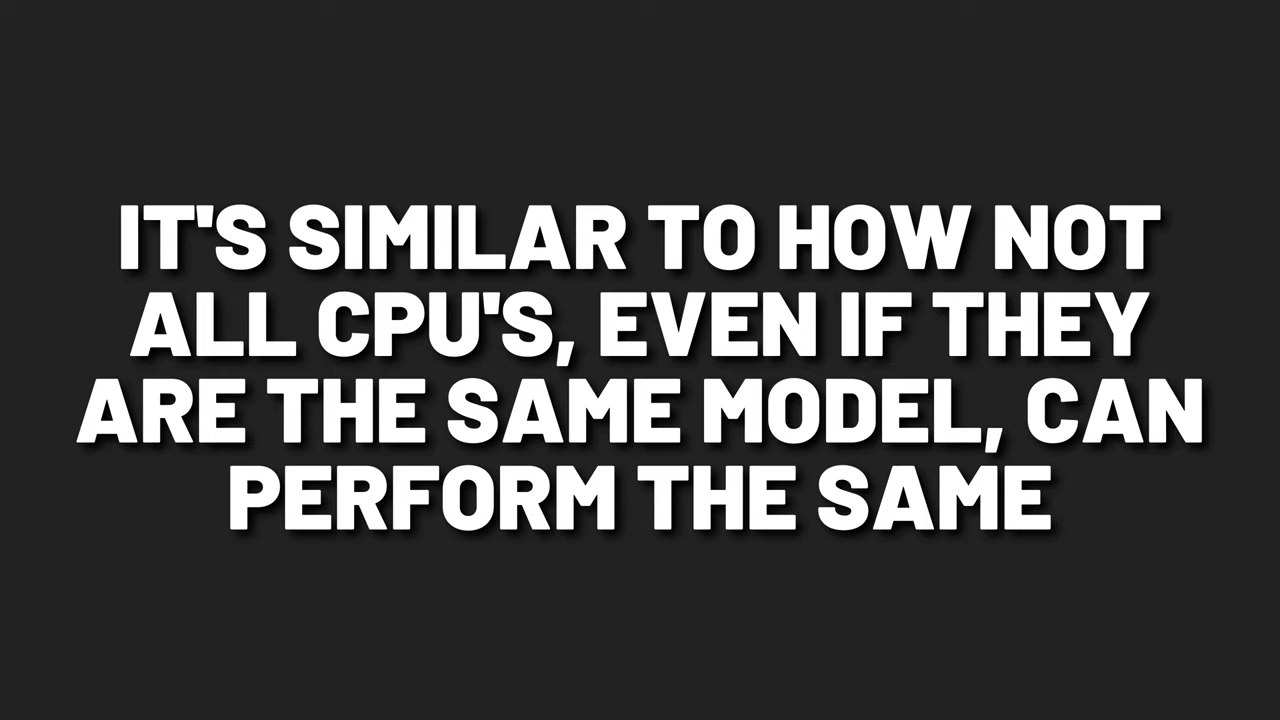 IT'S SIMILAR TO HOW NOT
ALL CPU'S, EVEN IF THEY
ARE THE SAME MODEL, CAN
PERFORM THE SAME